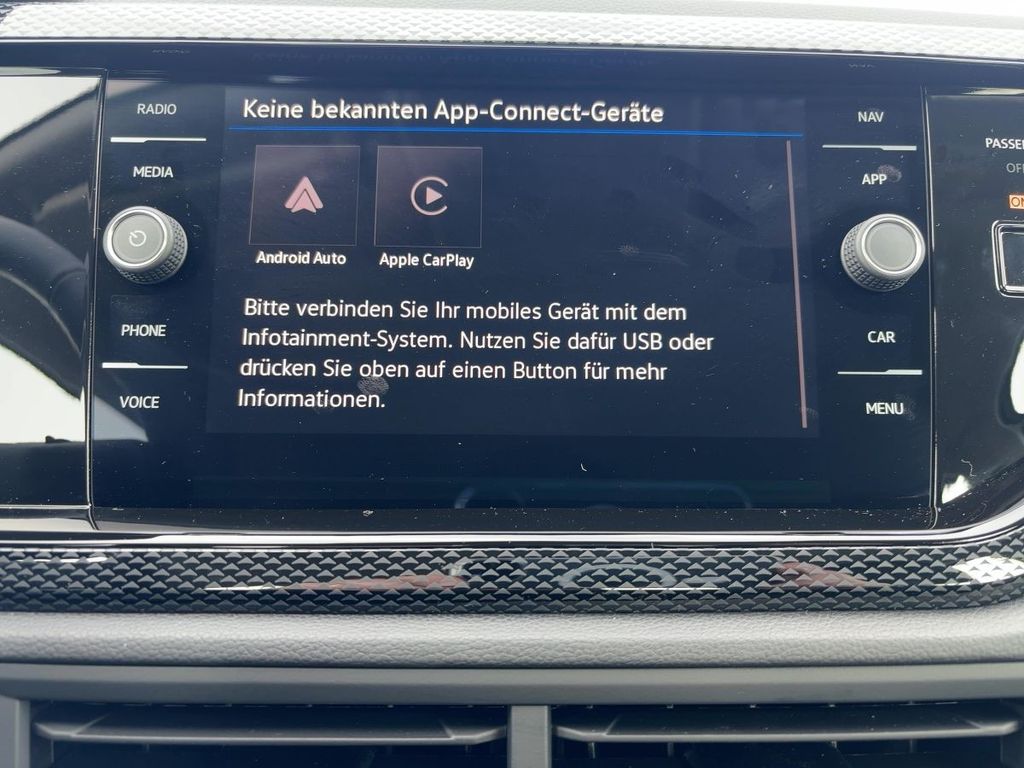 RADIO
MEDIA
PHONE
VOICE
Keine bekannten App-Connect-Geräte
Android Auto
Apple CarPlay
Bitte verbinden Sie Ihr mobiles Gerät mit dem
Infotainment-System. Nutzen Sie dafür USB oder
drücken Sie oben auf einen Button für mehr
Informationen.
NAV
APP
CAR
MENU